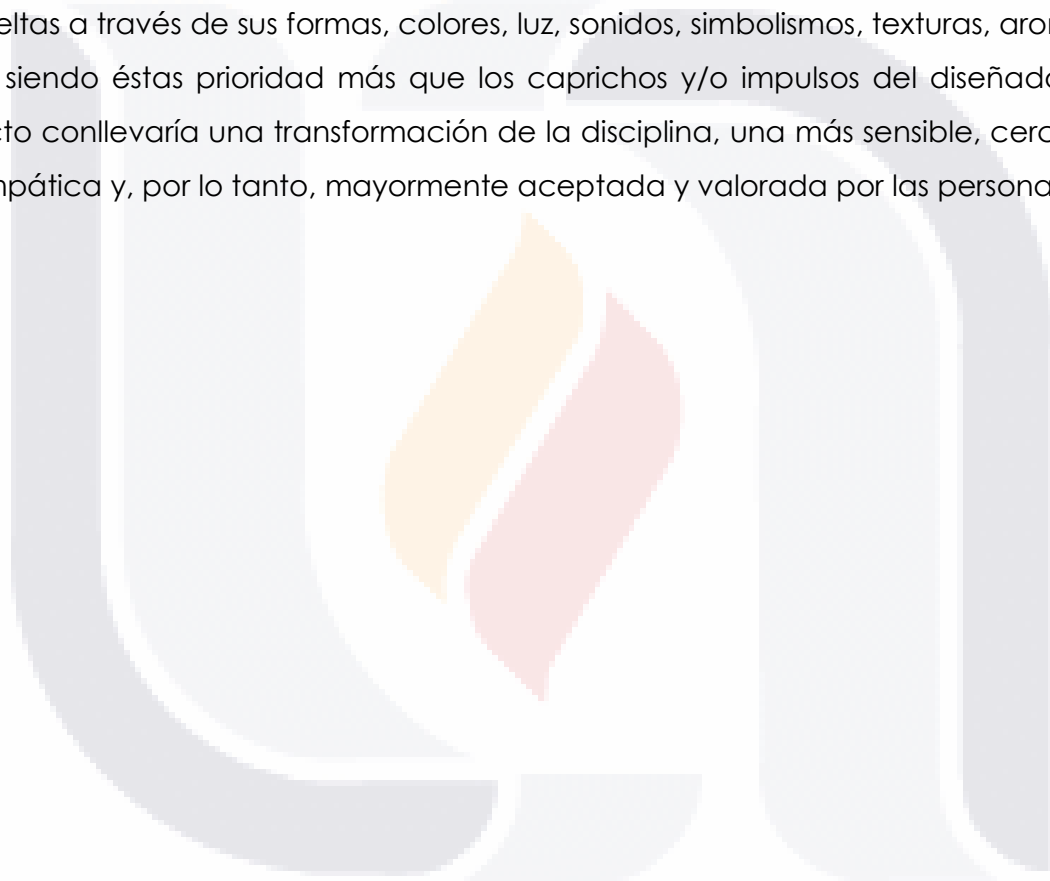 eltas a través de sus formas, colores, luz, sonidos, simbolismos, texturas, aro
siendo éstas prioridad más que los caprichos y/o impulsos del diseñad
cto conllevaría una transformación de la disciplina, una más sensible, cerc
mpática y, por lo tanto, mayormente aceptada y valorada por las persona